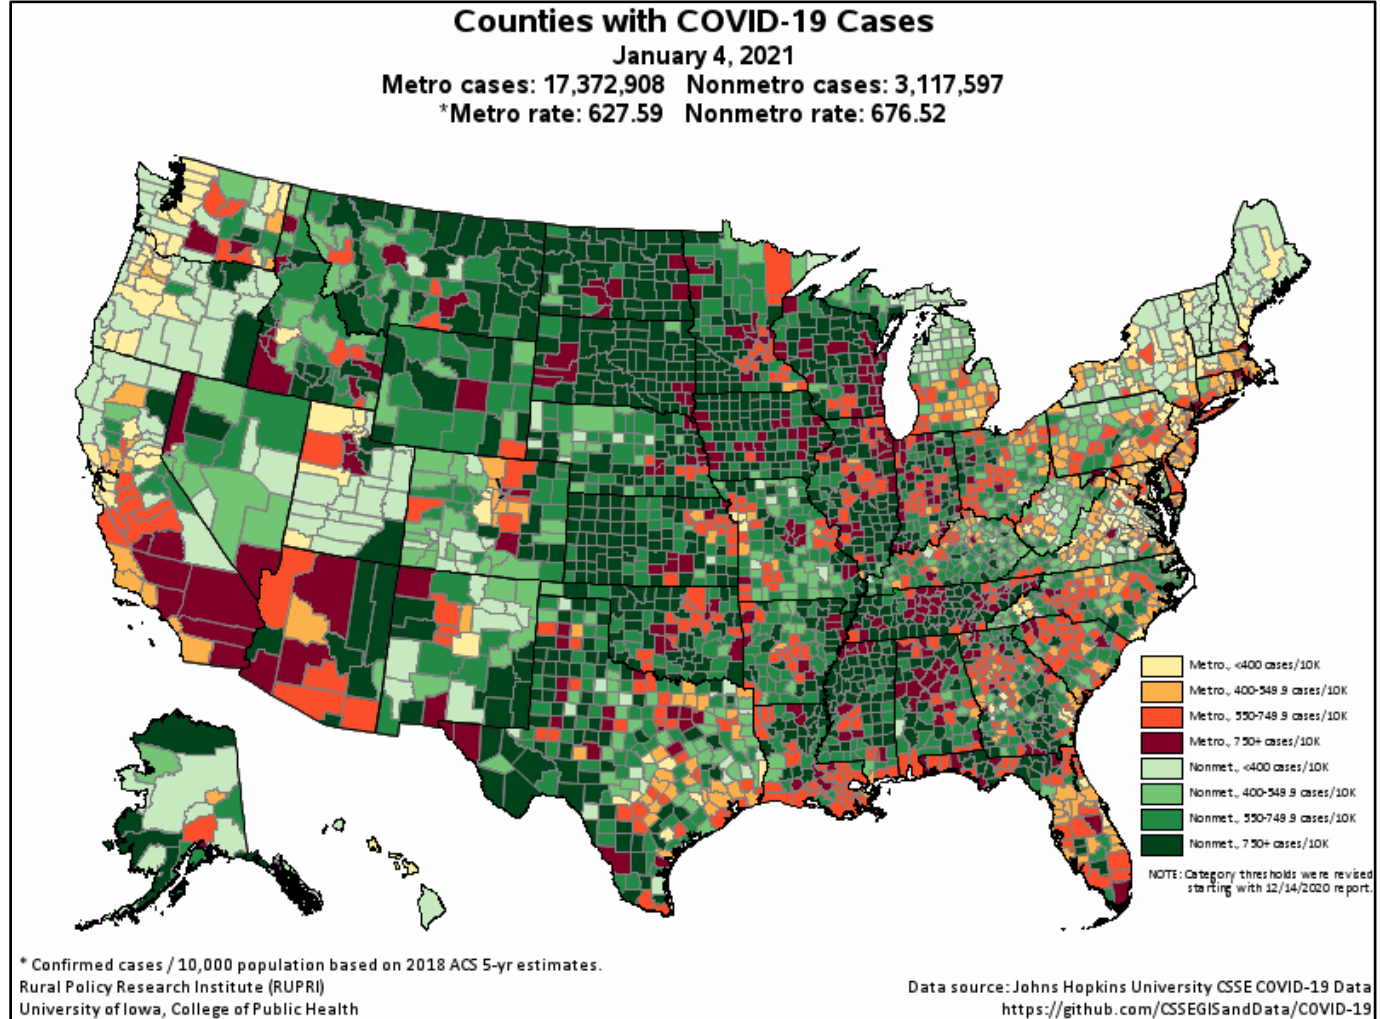 Counties with COVID-19 Cases
January 4, 2021
Metro cases: 17,372,908 Nonmetro cases: 3,117,597
*Metro rate: 627.59 Nonmetro rate: 676.52
Metro., <400 cases/10K
Metro., 400-549.9 cases/10K
Metro., 550-749.9 cases/10K
Metro., 750+ cases/10K
Nonmet., <400 cases/10K
Nonmet., 400-549.9 cases/10K
Nonmet., 550-749.9 cases/10K
Nonmet., 750+ cases/10K
NOTE: Category thresholds were revised
starting with 12/14/2020 report.
* Confirmed cases / 10,000 population based on 2018 ACS 5-yr estimates.
Rural Policy Research Institute (RUPRI)
University of Iowa, College of Public Health
Data source: Johns Hopkins University CSSE COVID-19 Data
https://github.com/CSSEGISandData/COVID-19